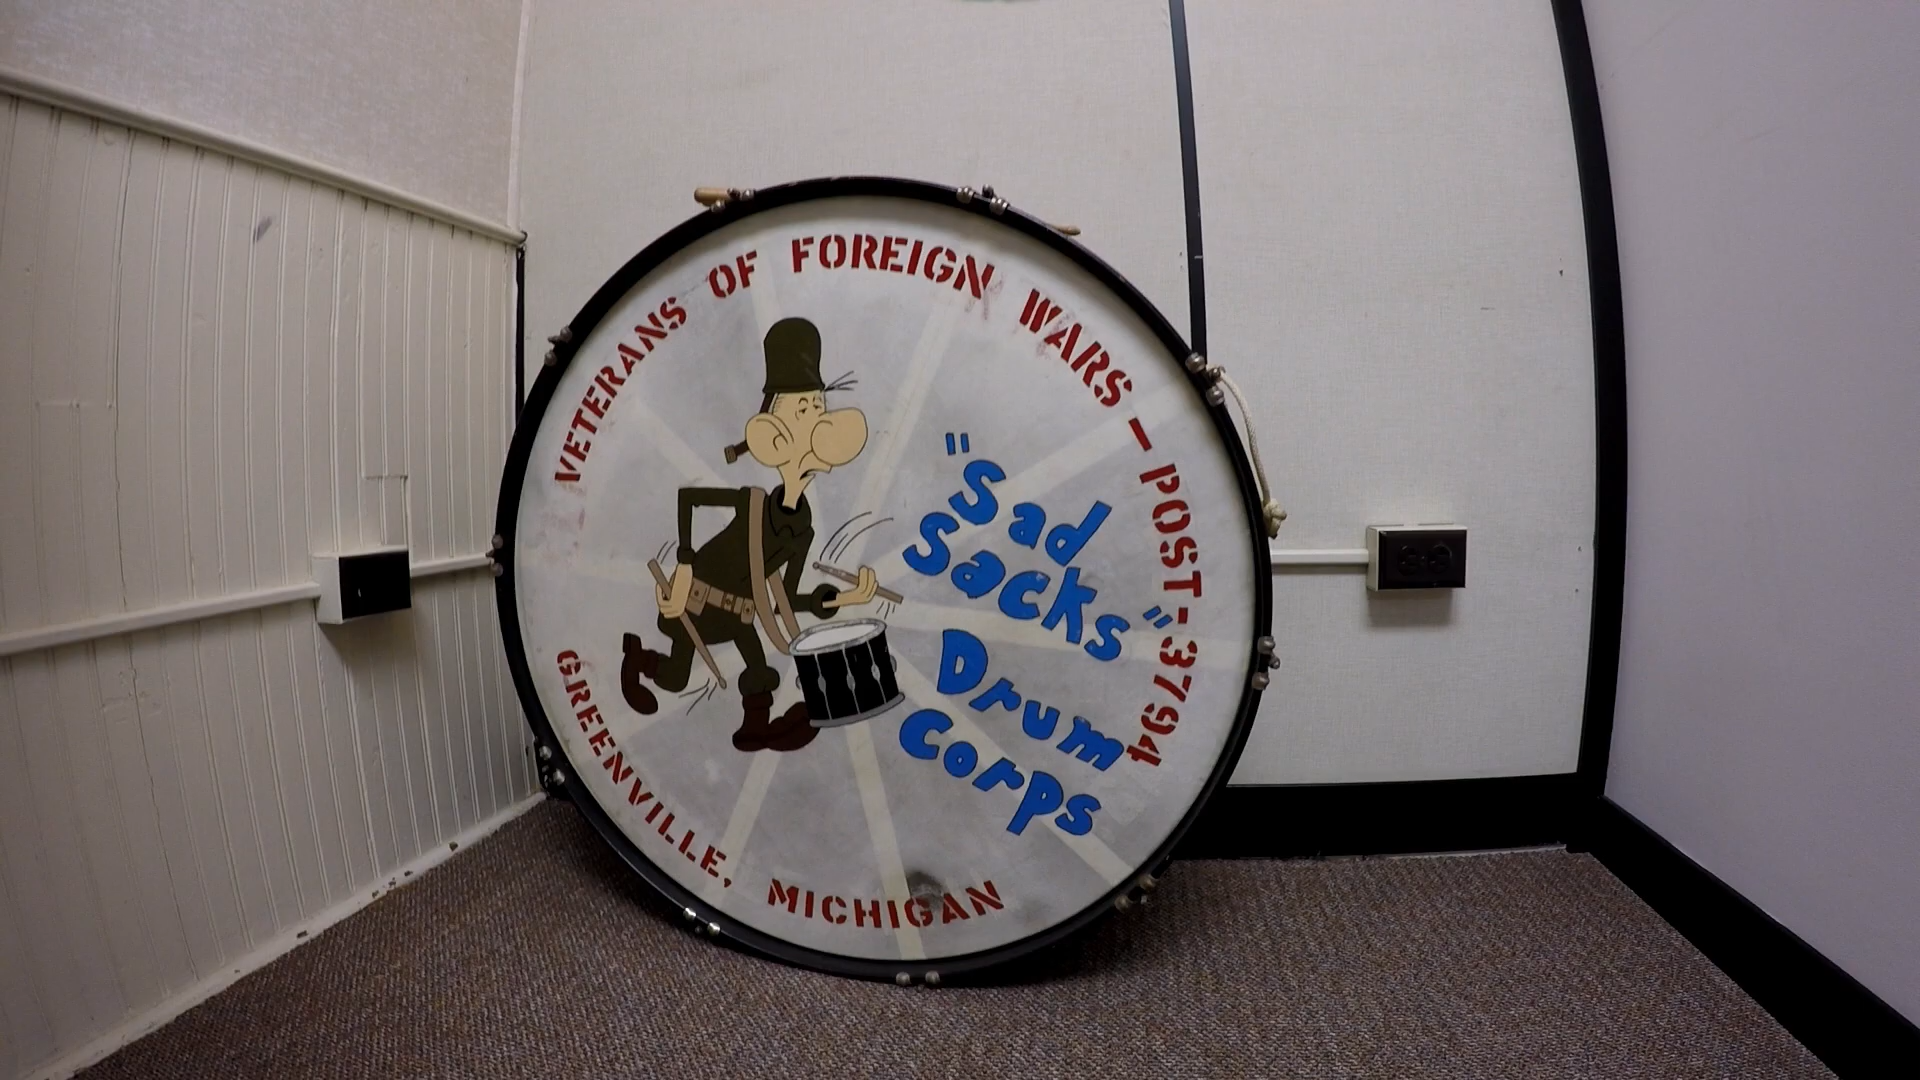 VETERANS OF FOREIGN WARS — POST-3794
"Sad
Sacks"
Drum
Corps
GREENVILLE, MICHIGAN